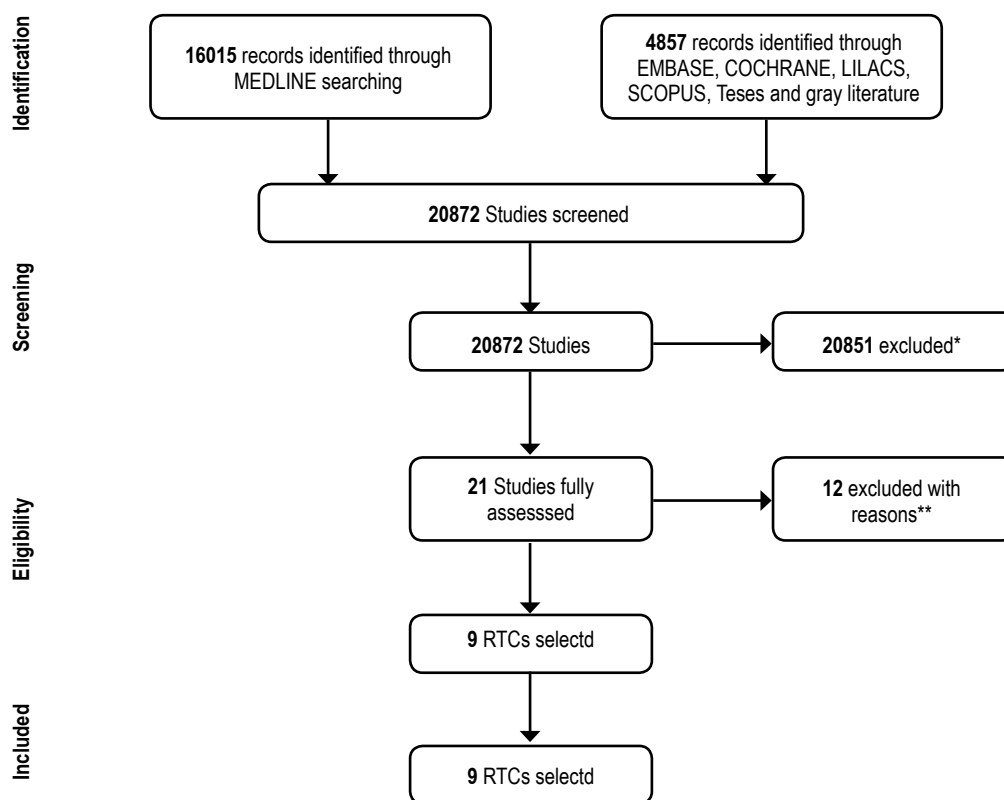 Identification
16015 records identified through
MEDLINE searching
4857 records identified through
EMBASE, COCHRANE, LILACS,
SCOPUS, Teses and gray literature
20872 Studies screened
Screening
20872 Studies
20851 excluded*
Eligibility
21 Studies fully
assesssed
12 excluded with
reasons**
9 RTCs selectd
Included
9 RTCs selectd